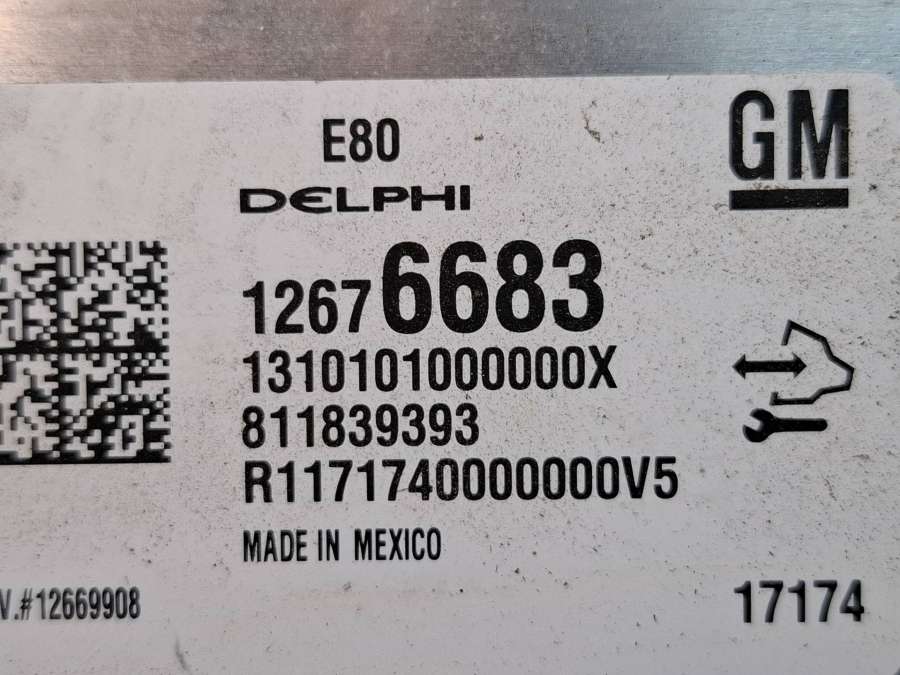 E80
GM
DELPHI
12676683
1310101000000X
811839393
R1171740000000V5
MADE IN MEXICO
V.#12669908
17174